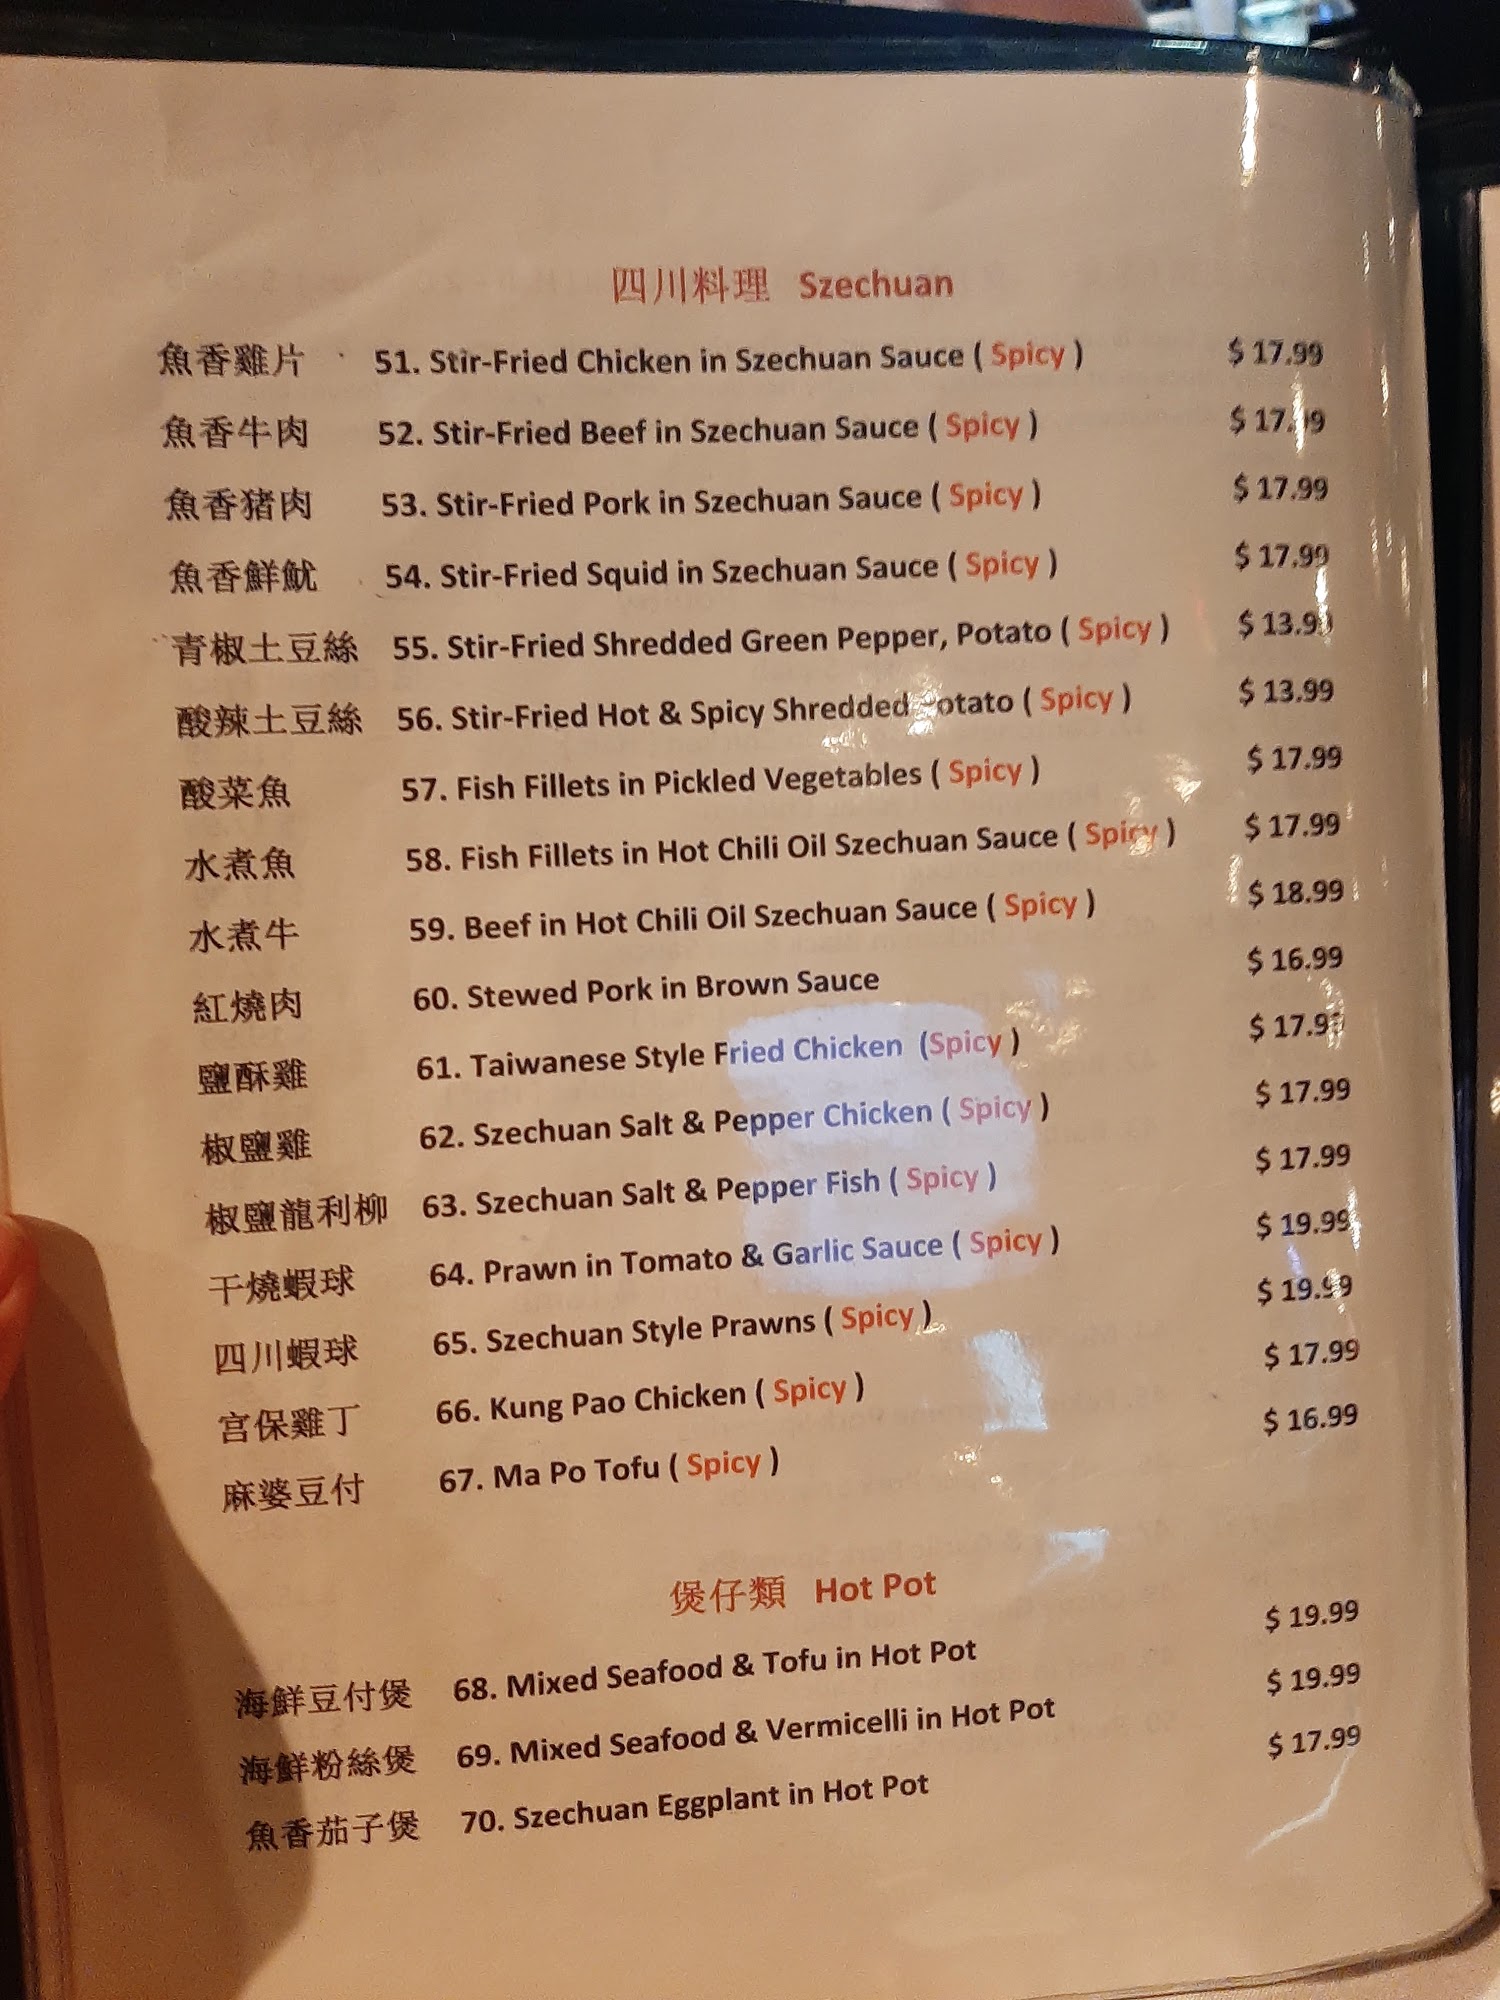 四川料理 Szechuan
魚香雞片 51. Stir-Fried Chicken in Szechuan Sauce ( Spicy ) $ 17.99
魚香牛肉 52. Stir-Fried Beef in Szechuan Sauce ( Spicy ) $ 17.99
魚香猪肉 53. Stir-Fried Pork in Szechuan Sauce ( Spicy ) $ 17.99
魚香鮮魷 54. Stir-Fried Squid in Szechuan Sauce ( Spicy ) $ 17.99
青椒土豆絲 55. Stir-Fried Shredded Green Pepper, Potato ( Spicy ) $ 13.99
酸辣土豆絲 56. Stir-Fried Hot & Spicy Shredded Potato ( Spicy ) $ 13.99
酸菜魚 57. Fish Fillets in Pickled Vegetables ( Spicy ) $ 17.99
水煮魚 58. Fish Fillets in Hot Chili Oil Szechuan Sauce ( Spicy ) $ 17.99
水煮牛 59. Beef in Hot Chili Oil Szechuan Sauce ( Spicy ) $ 18.99
紅燒肉 60. Stewed Pork in Brown Sauce $ 16.99
鹽酥雞 61. Taiwanese Style Fried Chicken (Spicy ) $ 17.99
椒鹽雞 62. Szechuan Salt & Pepper Chicken ( Spicy ) $ 17.99
椒鹽龍利柳 63. Szechuan Salt & Pepper Fish ( Spicy ) $ 17.99
干燒蝦球 64. Prawn in Tomato & Garlic Sauce ( Spicy ) $ 19.99
四川蝦球 65. Szechuan Style Prawns ( Spicy ) $ 19.99
宫保雞丁 66. Kung Pao Chicken ( Spicy ) $ 17.99
麻婆豆付 67. Ma Po Tofu ( Spicy ) $ 16.99
煲仔類 Hot Pot
海鮮豆付煲 68. Mixed Seafood & Tofu in Hot Pot $ 19.99
海鮮粉絲煲 69. Mixed Seafood & Vermicelli in Hot Pot $ 19.99
魚香茄子煲 70. Szechuan Eggplant in Hot Pot $ 17.99